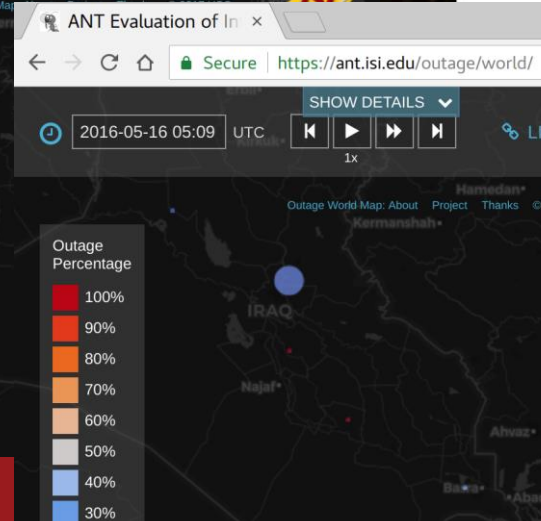 ANT Evaluation of In
Secure https://ant.isi.edu/outage/world/
SHOW DETAILS
2016-05-16 05:09 UTC
1x
Hamedan
Outage World Map: About Project Thanks ©
Kermanshah
Outage
Percentage
100%
IRAQ
90%
80%
70%
Najaf
60%
50%
Ahvaz
40%
30%